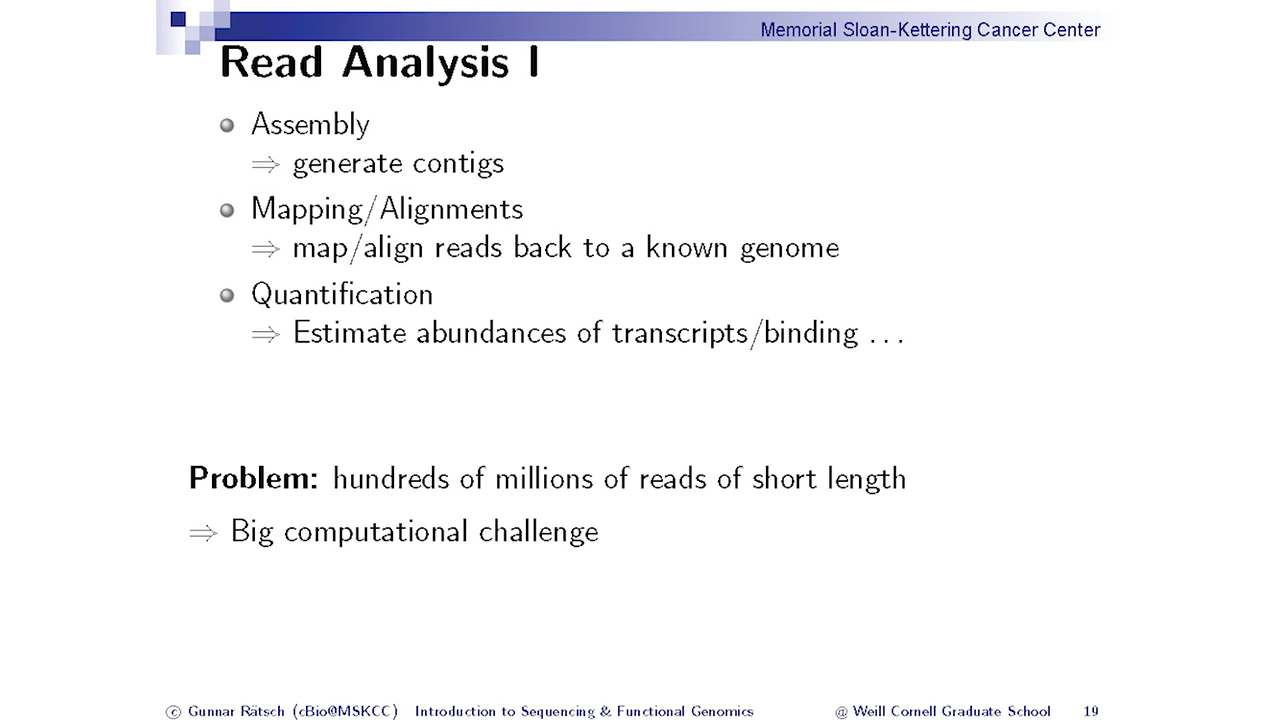 Memorial Sloan-Kettering Cancer Center
Read Analysis I
Assembly
⇒ generate contigs
Mapping/Alignments
⇒ map/align reads back to a known genome
Quantification
⇒ Estimate abundances of transcripts/binding . . .
Problem: hundreds of millions of reads of short length
⇒ Big computational challenge
© Gunnar Rätsch (cBio@MSKCC) Introduction to Sequencing & Functional Genomics @ Weill Cornell Graduate School 19